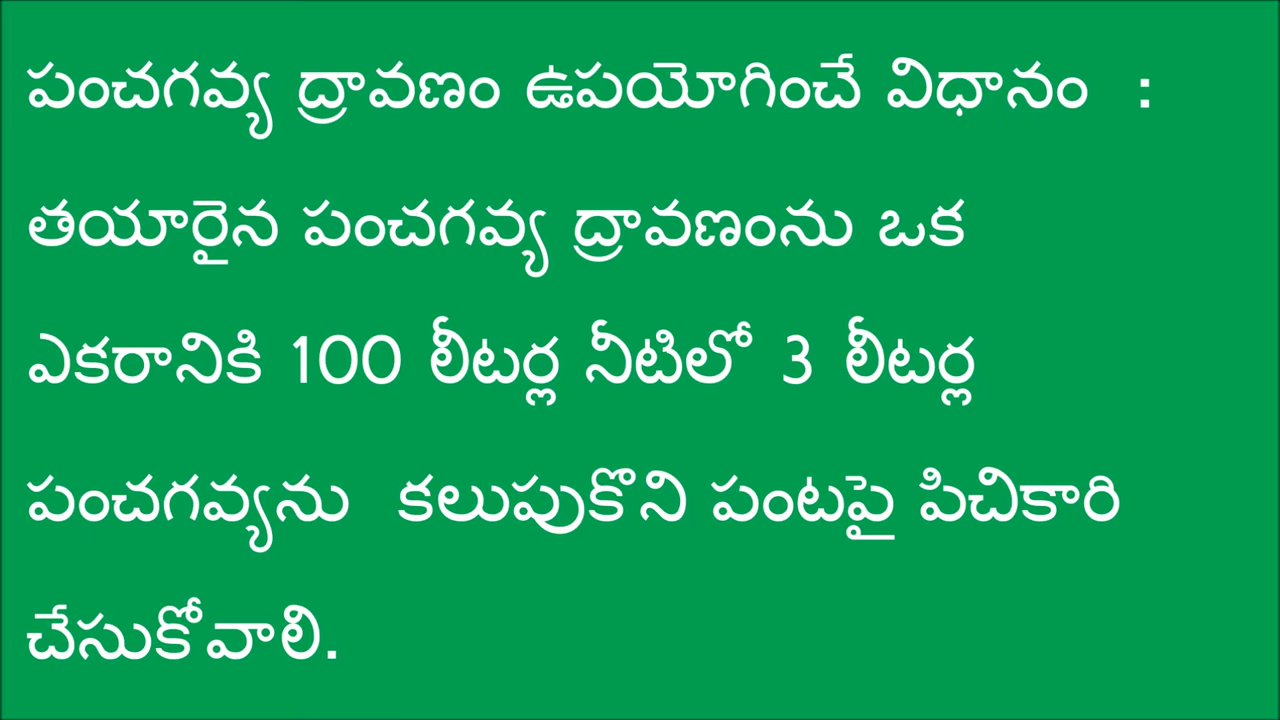 పంచగవ్య ద్రావణం ఉపయోగించే విధానం :
తయారైన పంచగవ్య ద్రావణంను ఒక
ఎకరానికి 100 లీటర్ల నీటిలో 3 లీటర్ల
పంచగవ్యను కలుపుకొని పంటపై పిచికారి
చేసుకోవాలి.